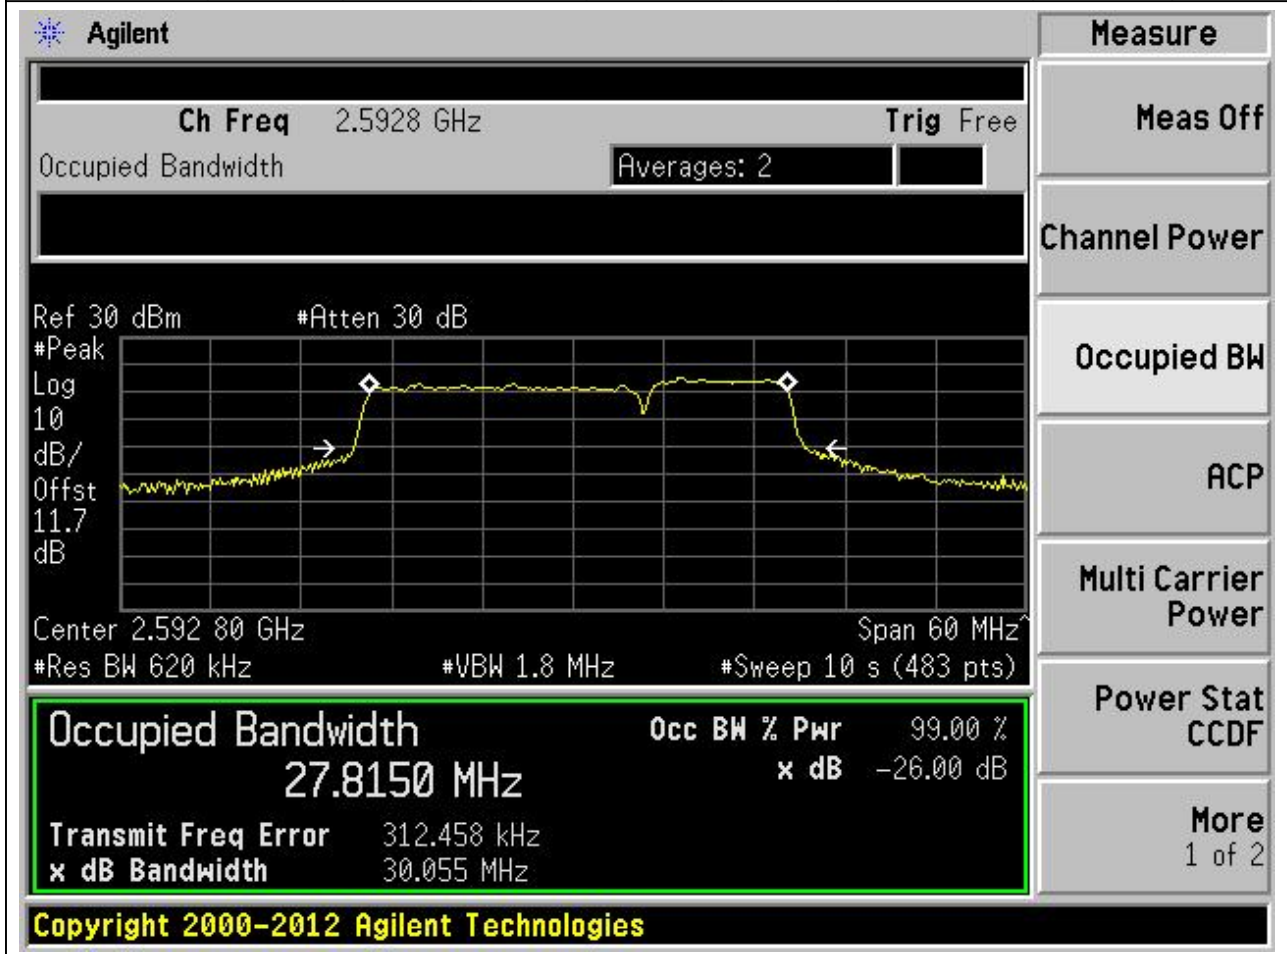 Agilent
Measure
Ch Freq 2.5928 GHz Trig Free
Occupied Bandwidth Averages: 2
Ref 30 dBm #Atten 30 dB
#Peak
Log
10
dB/
Offst
11.7
dB
Center 2.592 80 GHz Span 60 MHz^
#Res BW 620 kHz #VBW 1.8 MHz #Sweep 10 s (483 pts)
Occupied Bandwidth Occ BW % Pwr 99.00 %
27.8150 MHz x dB -26.00 dB
Transmit Freq Error 312.458 kHz
x dB Bandwidth 30.055 MHz
Meas Off
Channel Power
Occupied BW
ACP
Multi Carrier
Power
Power Stat
CCDF
More
1 of 2
Copyright 2000-2012 Agilent Technologies